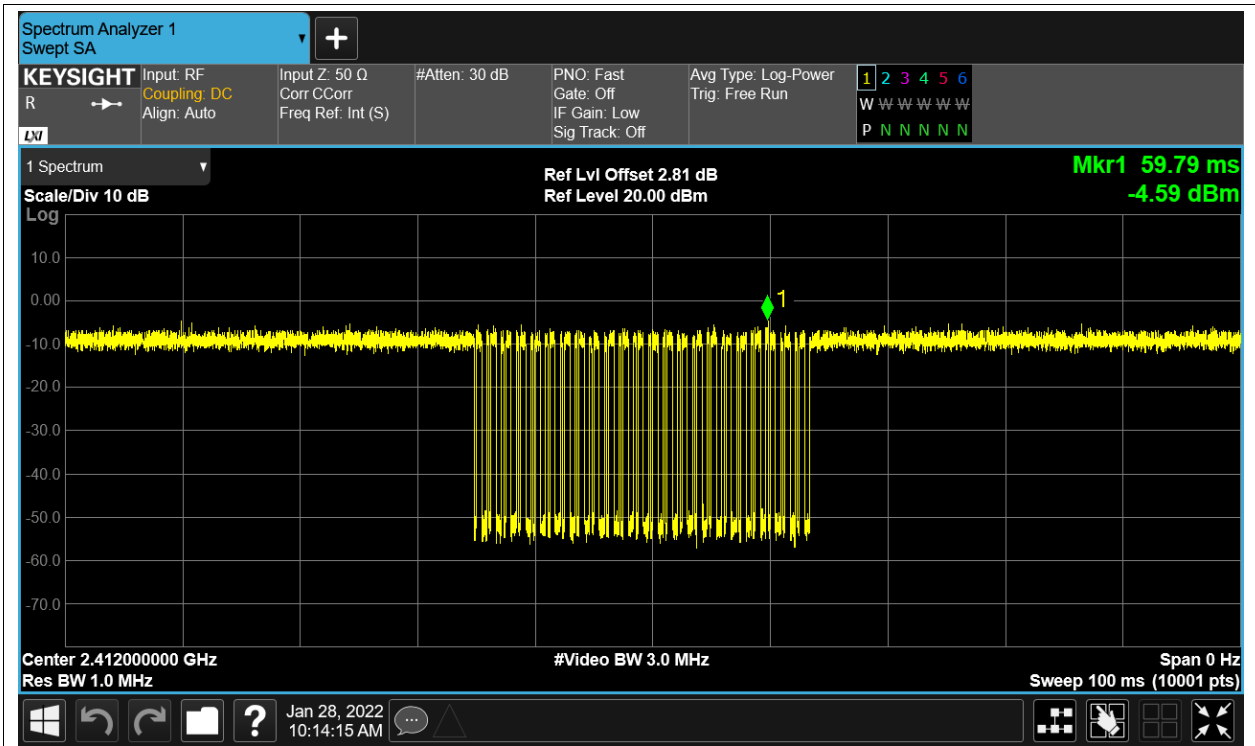 Spectrum Analyzer 1
Swept SA
KEYSIGHT
R
LXI
Input: RF
Coupling: DC
Align: Auto
Input Z: 50 Ω
Corr CCorr
Freq Ref: Int (S)
#Atten: 30 dB
PNO: Fast
Gate: Off
IF Gain: Low
Sig Track: Off
Avg Type: Log-Power
Trig: Free Run
1 2 3 4 5 6
W W W W W W
P N N N N N
1 Spectrum
Scale/Div 10 dB
Ref Lvl Offset 2.81 dB
Ref Level 20.00 dBm
Mkr1 59.79 ms
-4.59 dBm
Log
10.0
0.00
1
-10.0
-20.0
-30.0
-40.0
-50.0
-60.0
-70.0
Center 2.412000000 GHz
#Video BW 3.0 MHz
Span 0 Hz
Res BW 1.0 MHz
Sweep 100 ms (10001 pts)
?
Jan 28, 2022
10:14:15 AM